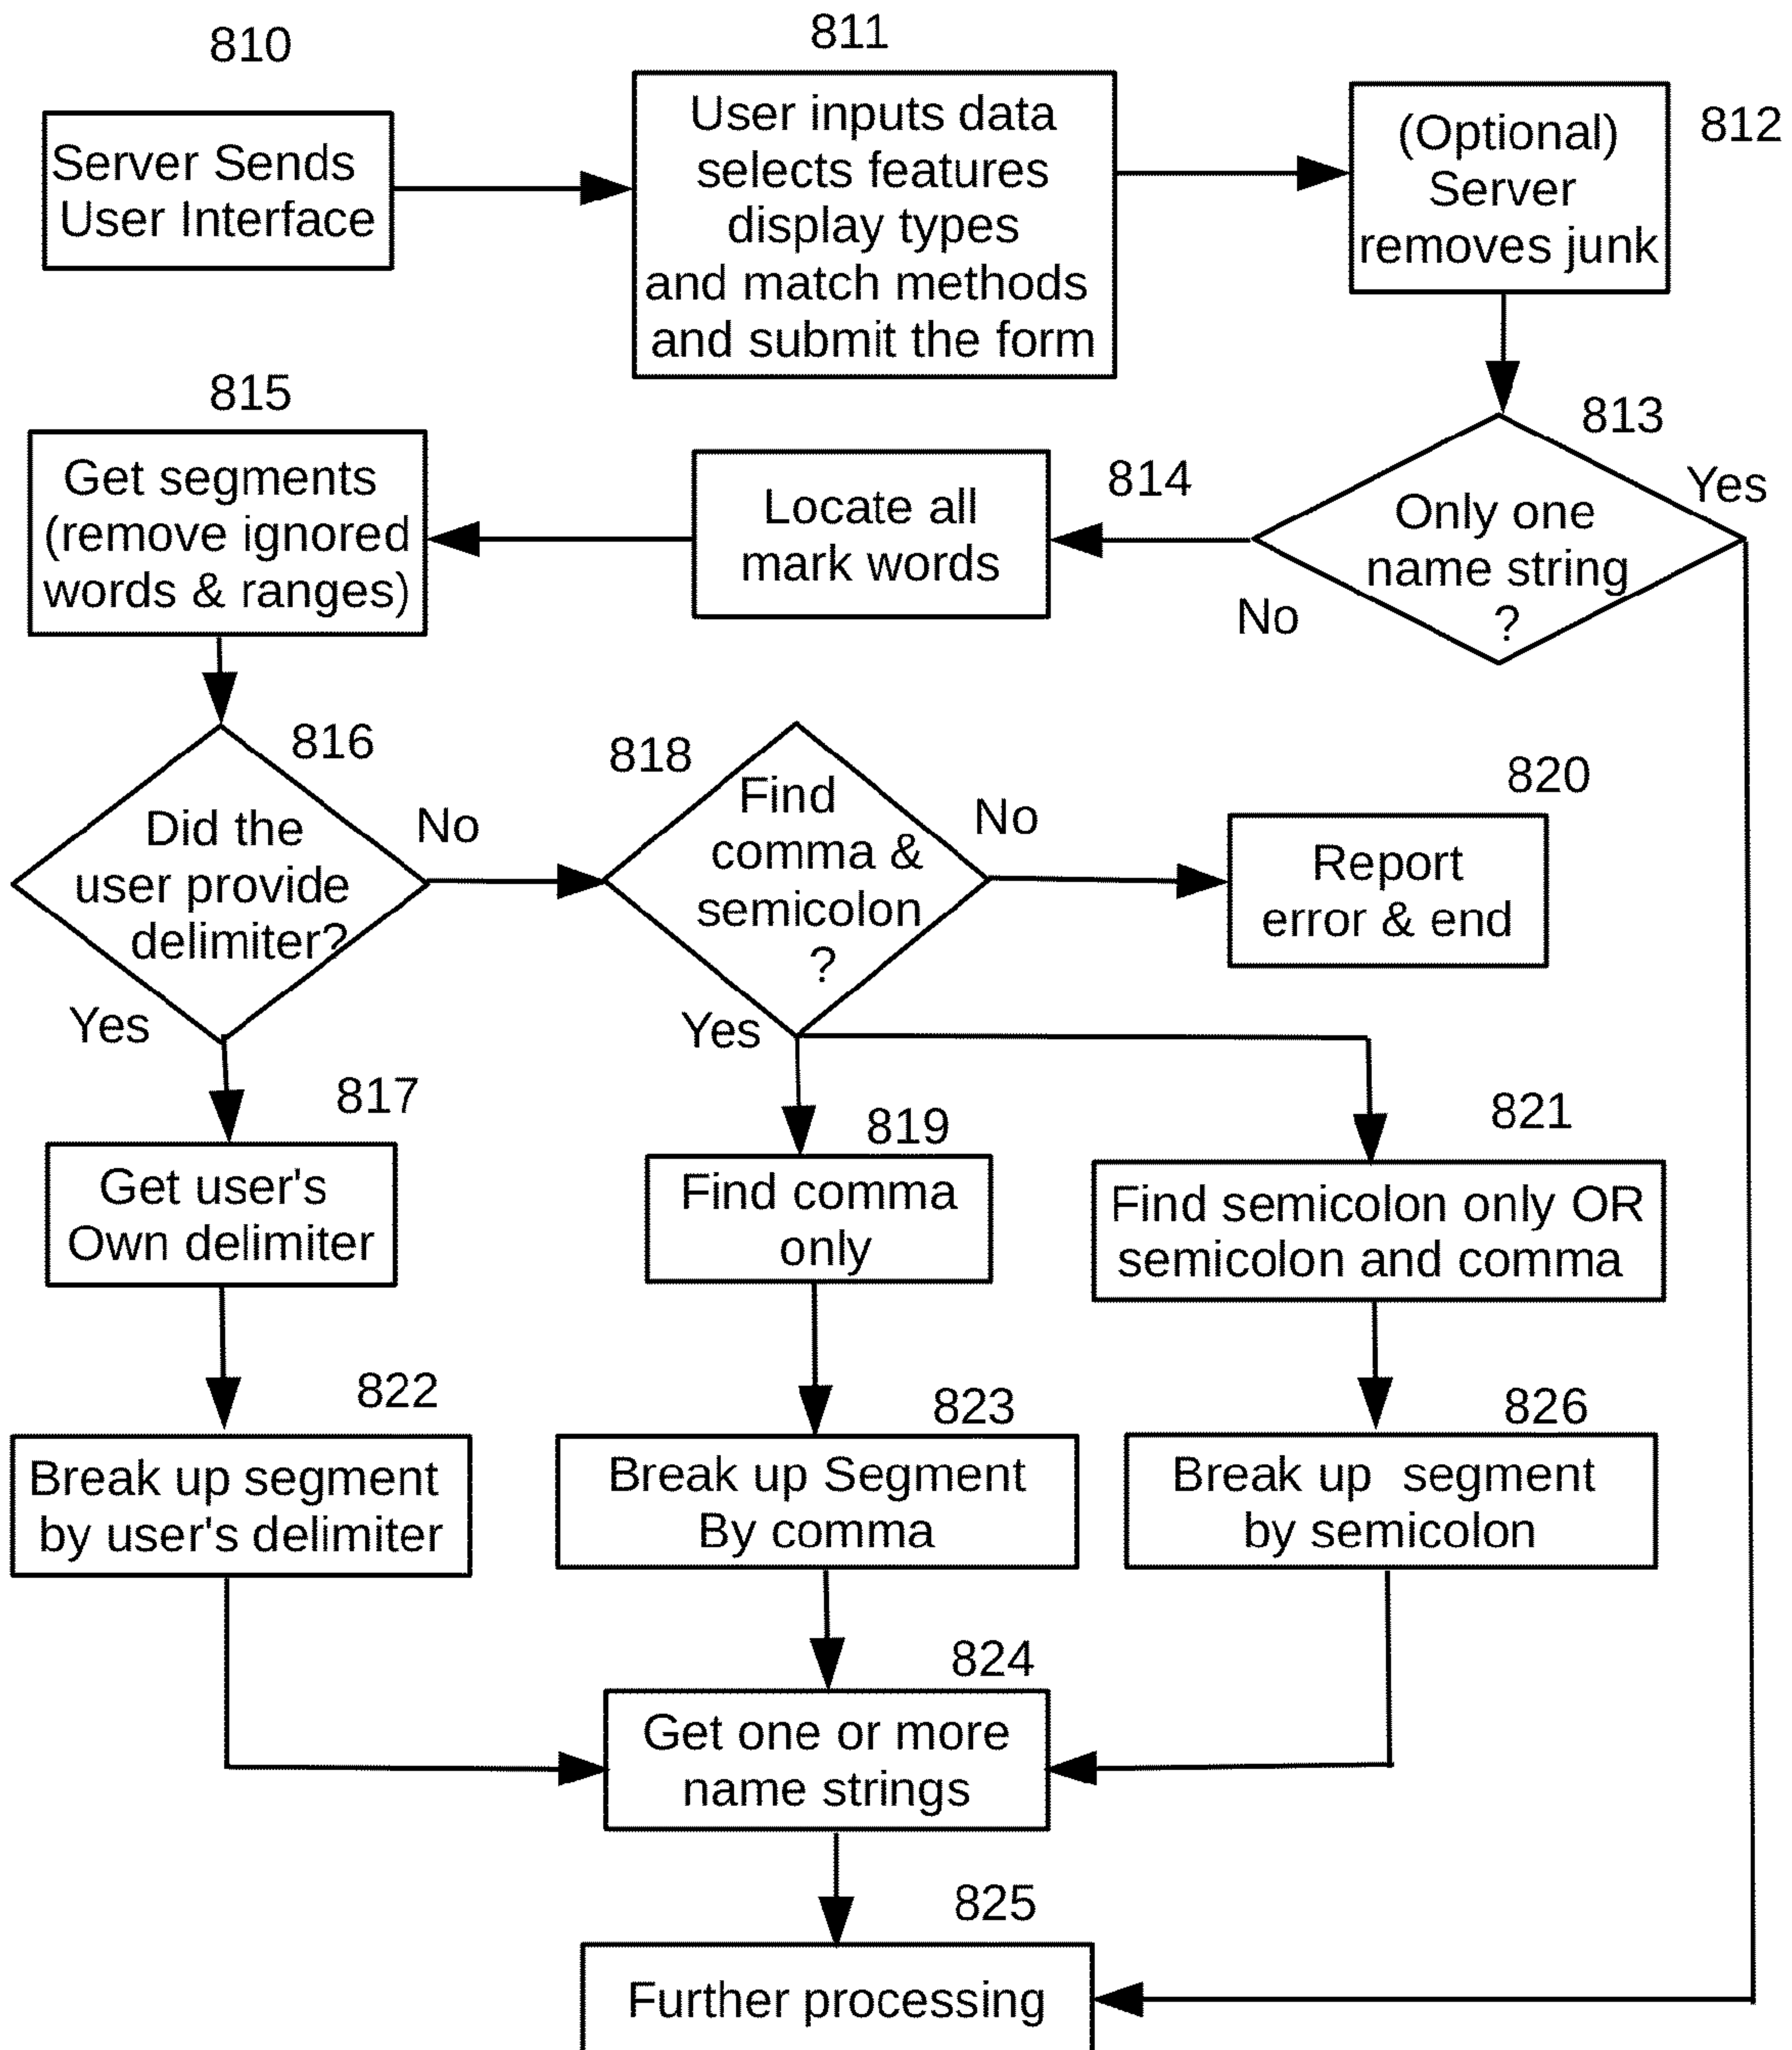 810
Server Sends
User Interface
811
User inputs data
selects features
display types
and match methods
and submit the form
812
(Optional)
Server
removes junk
813
Only one
name string
?
Yes
No
814
Locate all
mark words
815
Get segments
(remove ignored
words & ranges)
816
Did the
user provide
delimiter?
No
Yes
818
Find
comma &
semicolon
?
No
Yes
820
Report
error & end
817
Get user's
Own delimiter
819
Find comma
only
821
Find semicolon only OR
semicolon and comma
822
Break up segment
by user's delimiter
823
Break up Segment
By comma
826
Break up segment
by semicolon
824
Get one or more
name strings
825
Further processing